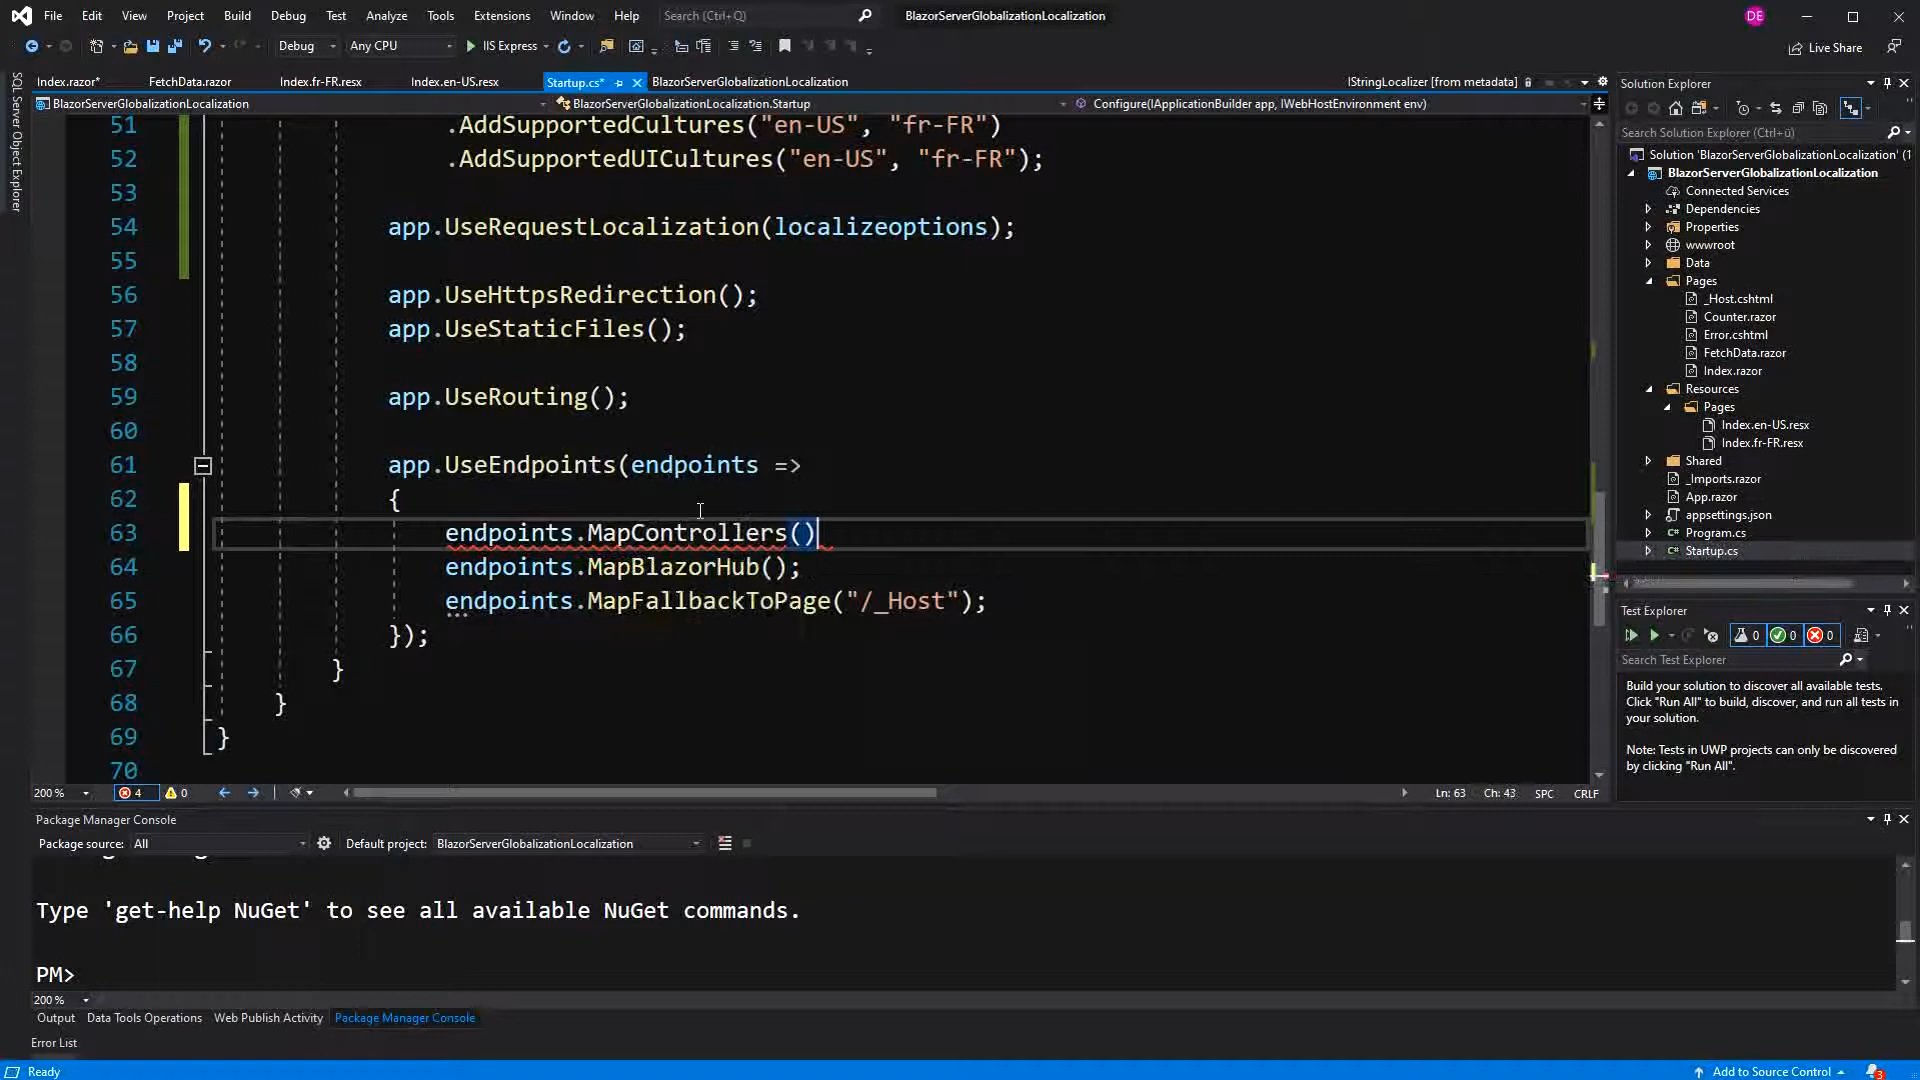 File Edit View Project Build Debug Test Analyze Tools Extensions Window Help Search (Ctrl+Q) BlazorServerGlobalizationLocalization DE
Debug Any CPU IIS Express Live Share
Index.razor* FetchData.razor Index.fr-FR.resx Index.en-US.resx Startup.cs* BlazorServerGlobalizationLocalization IStringLocalizer [from metadata]
BlazorServerGlobalizationLocalization BlazorServerGlobalizationLocalization.Startup Configure(IApplicationBuilder app, IWebHostEnvironment env)
SQL Server Object Explorer
51 .AddSupportedCultures("en-US", "fr-FR")
52 .AddSupportedUICultures("en-US", "fr-FR");
53
54 app.UseRequestLocalization(localizeoptions);
55
56 app.UseHttpsRedirection();
57 app.UseStaticFiles();
58
59 app.UseRouting();
60
61 app.UseEndpoints(endpoints =>
62 {
63 endpoints.MapControllers()
64 endpoints.MapBlazorHub();
65 endpoints.MapFallbackToPage("/_Host");
66 });
67 }
68 }
69 }
70
200 % 4 0 Ln: 63 Ch: 43 SPC CRLF
Solution Explorer
Search Solution Explorer (Ctrl+ü)
Solution 'BlazorServerGlobalizationLocalization' (1
BlazorServerGlobalizationLocalization
Connected Services
Dependencies
Properties
wwwroot
Data
Pages
_Host.cshtml
Counter.razor
Error.cshtml
FetchData.razor
Index.razor
Resources
Pages
Index.en-US.resx
Index.fr-FR.resx
Shared
_Imports.razor
App.razor
appsettings.json
C# Program.cs
C# Startup.cs
Test Explorer
0 0 0
Search Test Explorer
Build your solution to discover all available tests.
Click "Run All" to build, discover, and run all tests in
your solution.
Note: Tests in UWP projects can only be discovered
by clicking "Run All".
Package Manager Console
Package source: All Default project: BlazorServerGlobalizationLocalization
Type 'get-help NuGet' to see all available NuGet commands.
PM>
200 %
Output Data Tools Operations Web Publish Activity Package Manager Console
Error List
Ready Add to Source Control 3